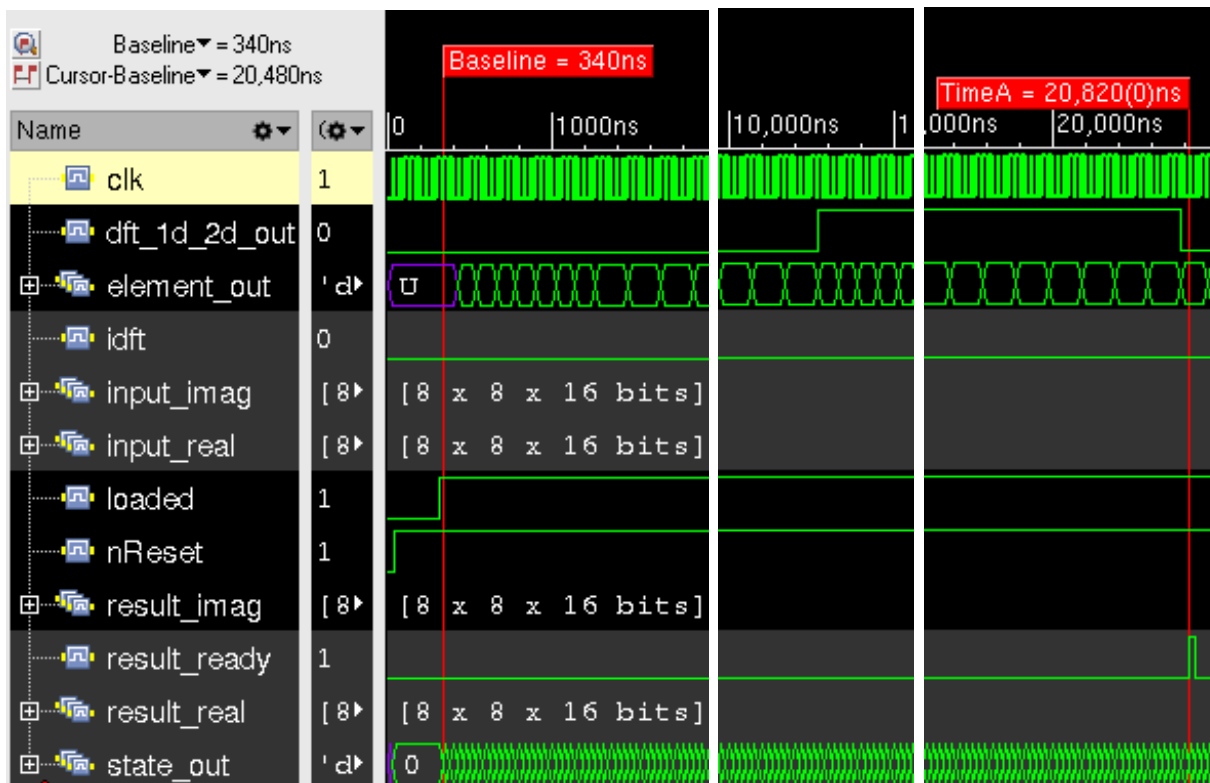 Baseline▼ = 340ns
Cursor-Baseline▼ = 20,480ns
Baseline = 340ns
TimeA = 20,820(0)ns
Name
0 1000ns 10,000ns 1 ,000ns 20,000ns
clk 1
dft_1d_2d_out 0
element_out 'd U
idft 0
input_imag [8 [8 x 8 x 16 bits]
input_real [8 [8 x 8 x 16 bits]
loaded 1
nReset 1
result_imag [8 [8 x 8 x 16 bits]
result_ready 1
result_real [8 [8 x 8 x 16 bits]
state_out 'd 0